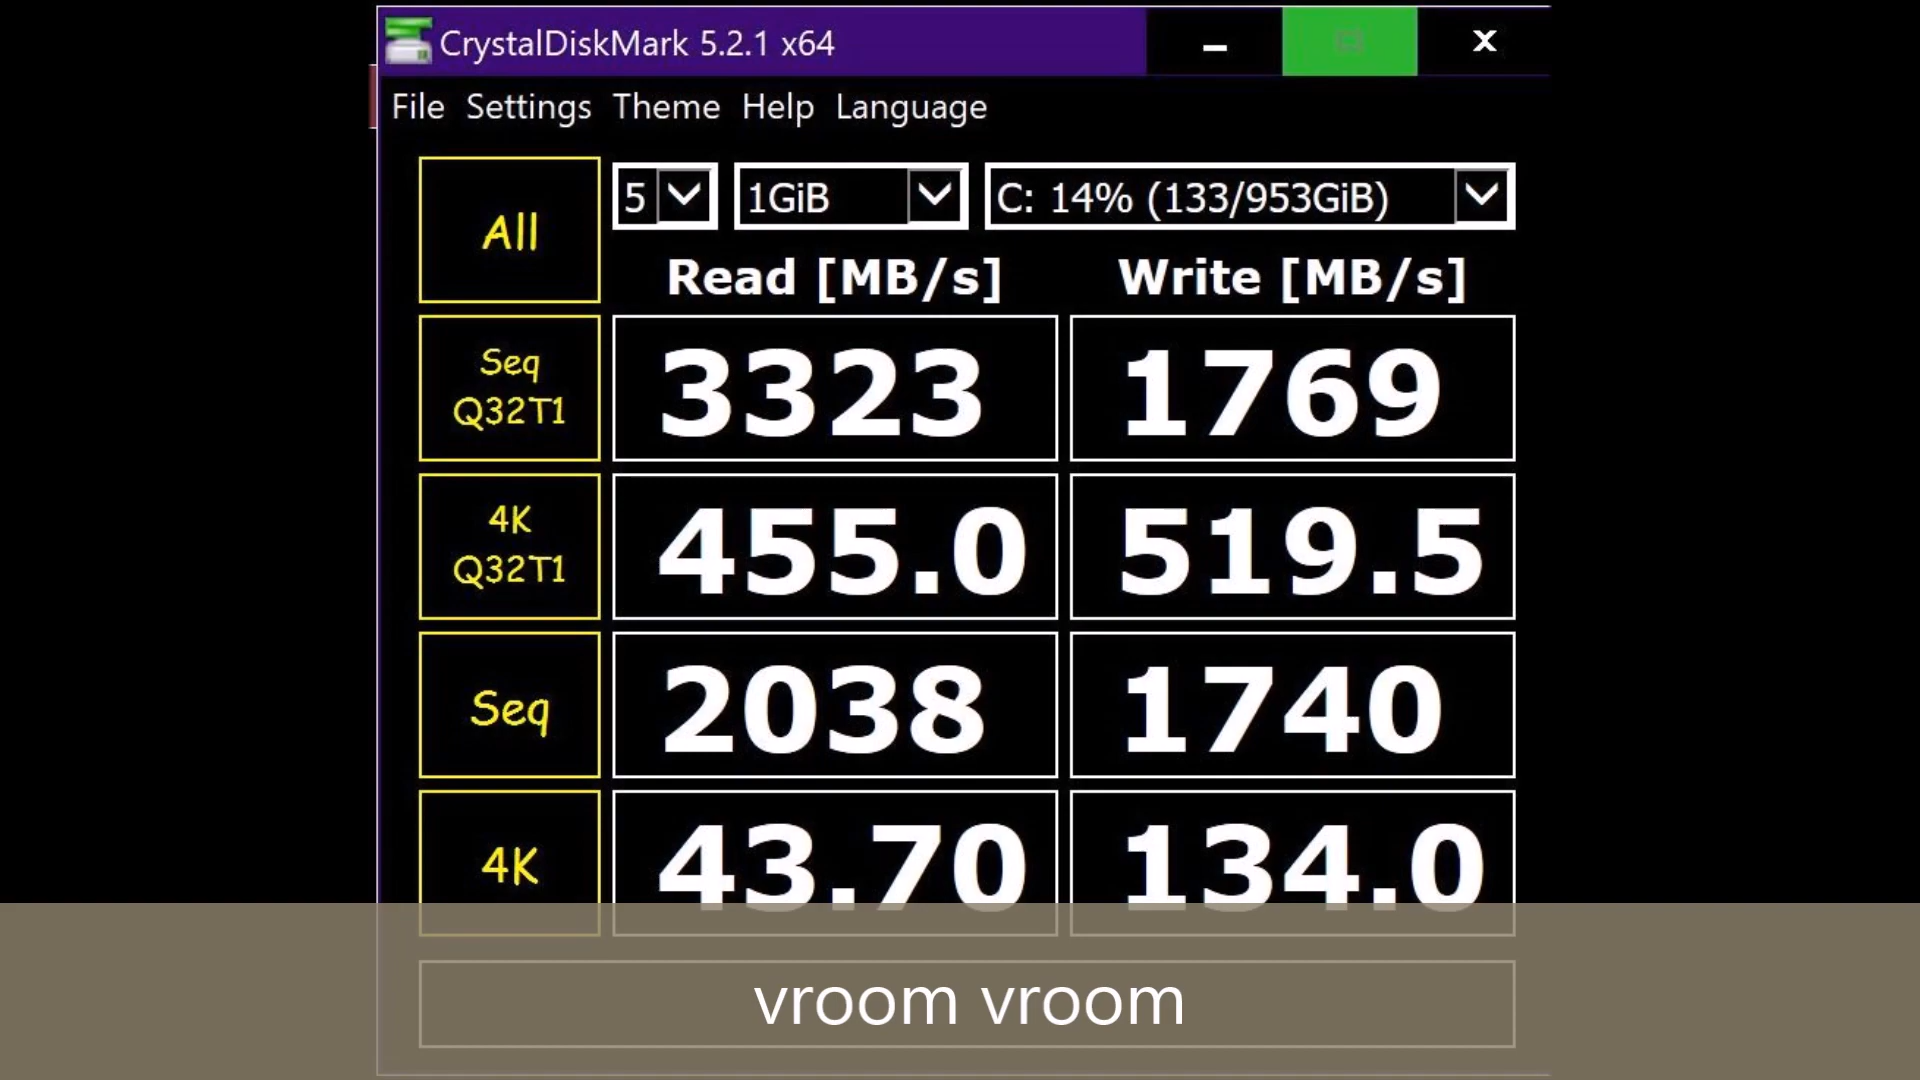 CrystalDiskMark 5.2.1 x64
File Settings Theme Help Language
All 5 1GiB C: 14% (133/953GiB)
Read [MB/s] Write [MB/s]
Seq
Q32T1
3323 1769
4K
Q32T1
455.0 519.5
Seq 2038 1740
4K 43.70 134.0
vroom vroom